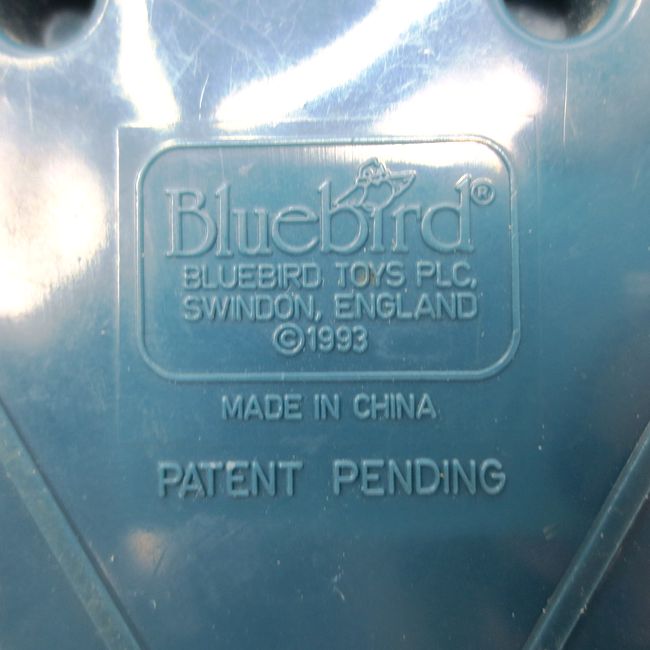 Bluebird®
BLUEBIRD TOYS PLC,
SWINDON, ENGLAND
©1993
MADE IN CHINA
PATENT PENDING